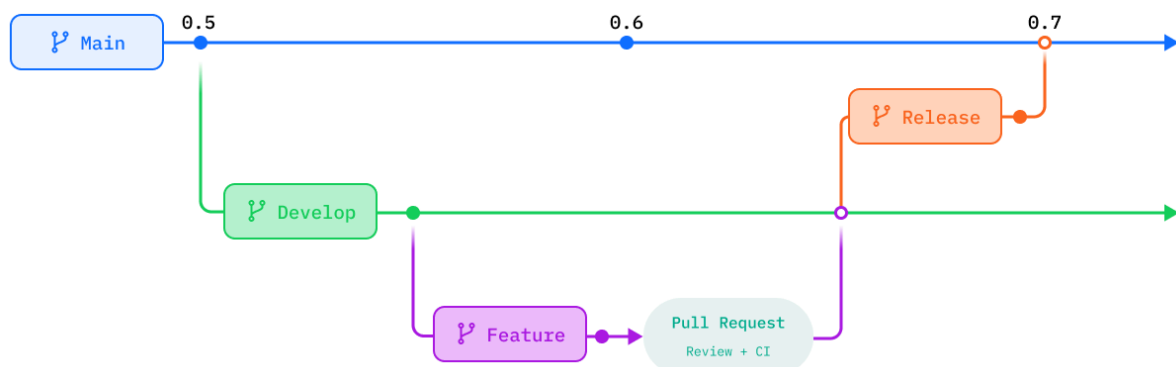 0.5
0.6
0.7
Main
Release
Develop
Feature
Pull Request
Review + CI